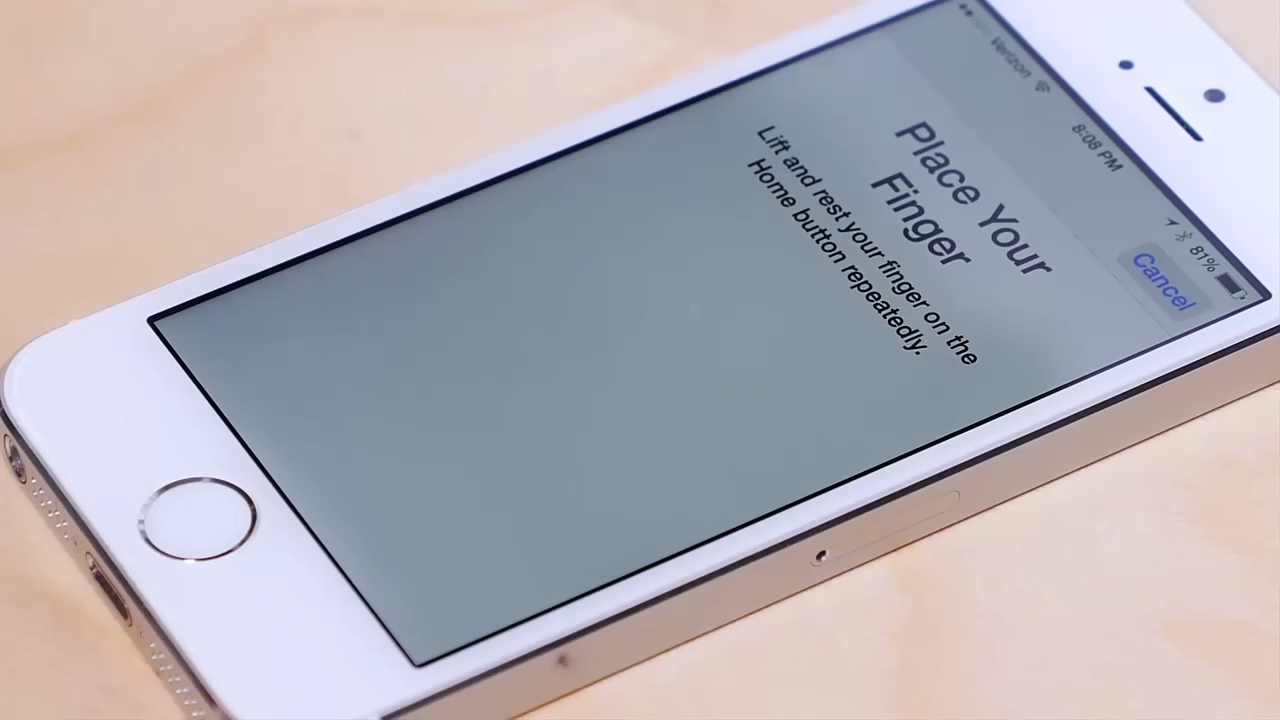 Verizon
8:08 PM
81%
Cancel
Place Your
Finger
Lift and rest your finger on the
Home button repeatedly.